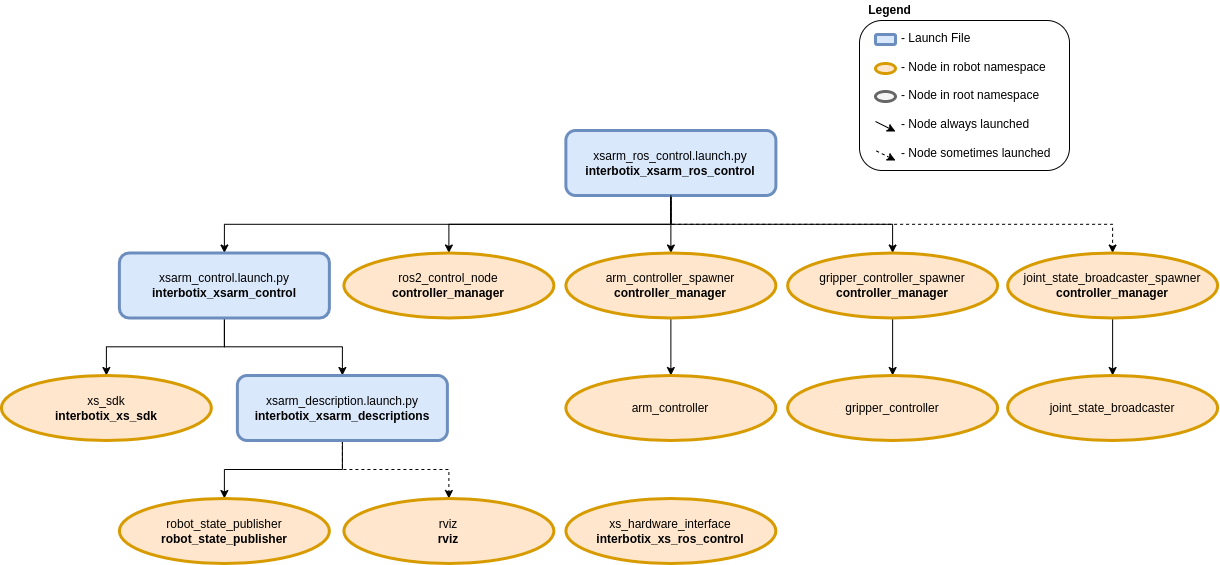 Legend
- Launch File
- Node in robot namespace
- Node in root namespace
- Node always launched
- Node sometimes launched
xsarm_ros_control.launch.py
interbotix_xsarm_ros_control
xsarm_control.launch.py
interbotix_xsarm_control
ros2_control_node
controller_manager
arm_controller_spawner
controller_manager
gripper_controller_spawner
controller_manager
joint_state_broadcaster_spawner
controller_manager
xs_sdk
interbotix_xs_sdk
xsarm_description.launch.py
interbotix_xsarm_descriptions
arm_controller
gripper_controller
joint_state_broadcaster
robot_state_publisher
robot_state_publisher
rviz
rviz
xs_hardware_interface
interbotix_xs_ros_control